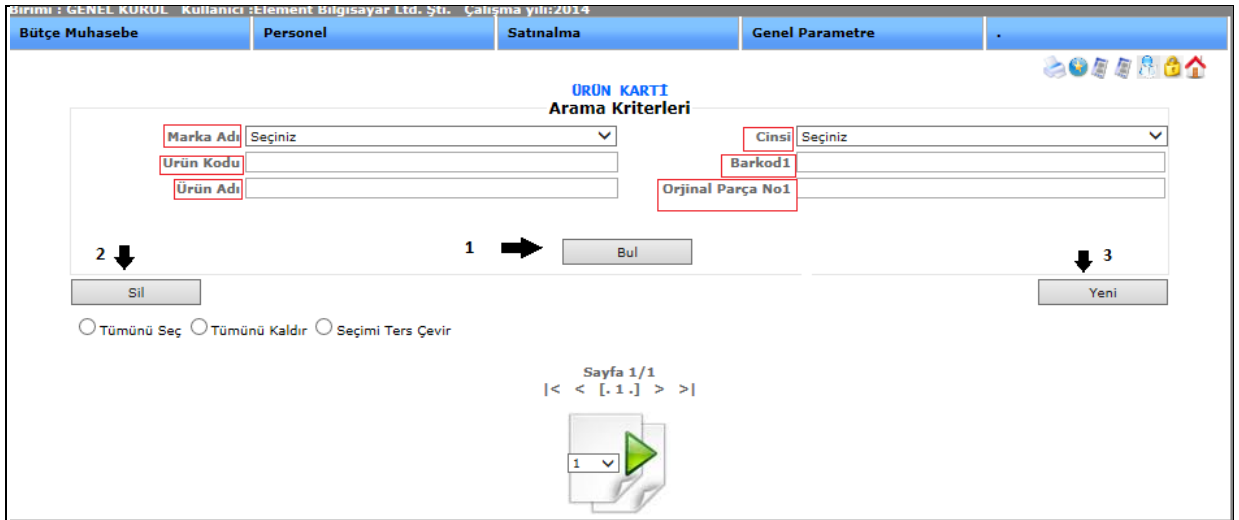 Birimi : GENEL KURUL Kullanıcı :Element Bilgisayar Ltd. Şti. Çalışma yılı:2014
Bütçe Muhasebe Personel Satınalma Genel Parametre .
ÜRÜN KARTİ
Arama Kriterleri
Marka Adı Seçiniz Cinsi Seçiniz
Urün Kodu Barkod1
Ürün Adı Orjinal Parça No1
2 1 Bul 3
Sil Yeni
Tümünü Seç Tümünü Kaldır Seçimi Ters Çevir
Sayfa 1/1
|< < [. 1 .] > >|
1